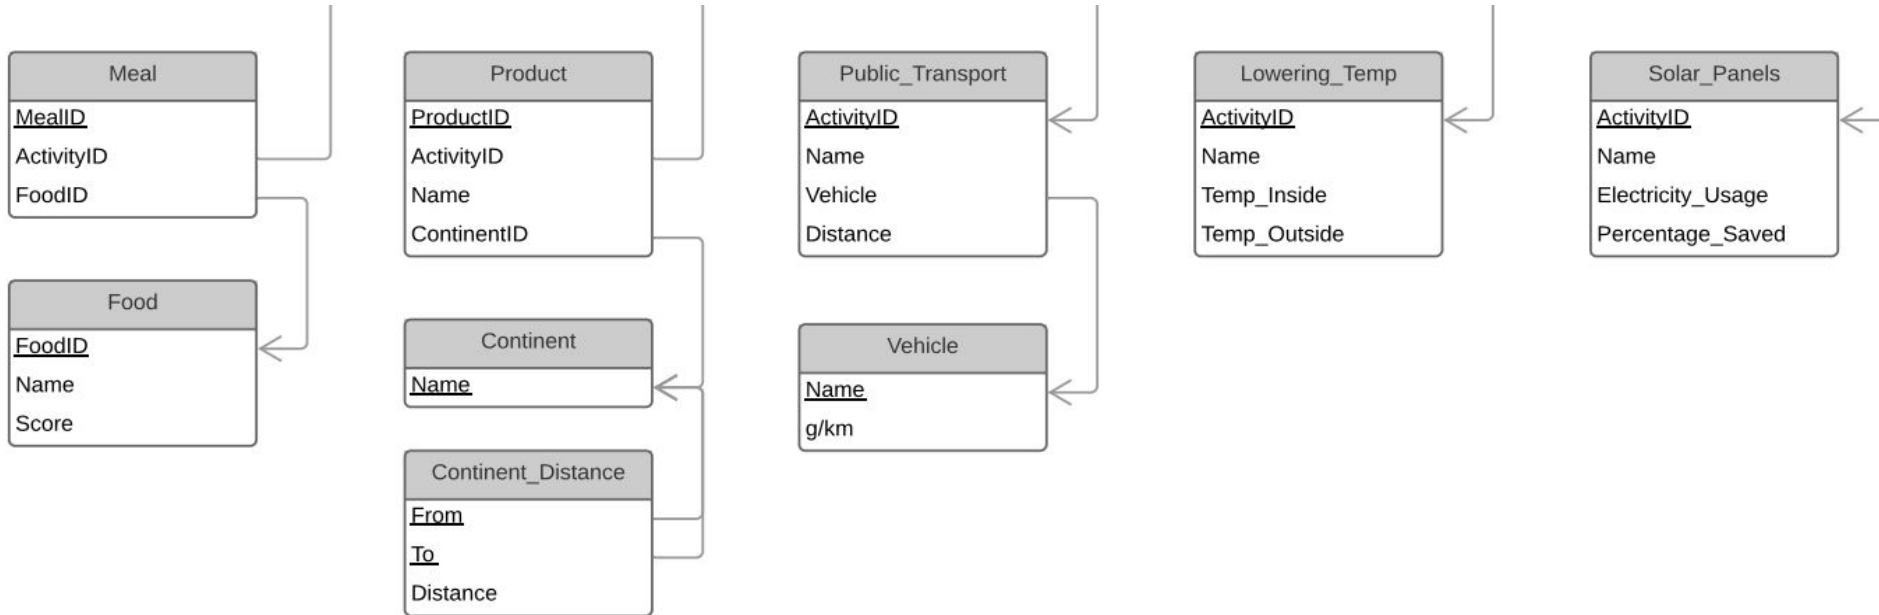 Meal
MealID
ActivityID
FoodID
Food
FoodID
Name
Score
Product
ProductID
ActivityID
Name
ContinentID
Continent
Name
Continent_Distance
From
To
Distance
Public_Transport
ActivityID
Name
Vehicle
Distance
Vehicle
Name
g/km
Lowering_Temp
ActivityID
Name
Temp_Inside
Temp_Outside
Solar_Panels
ActivityID
Name
Electricity_Usage
Percentage_Saved